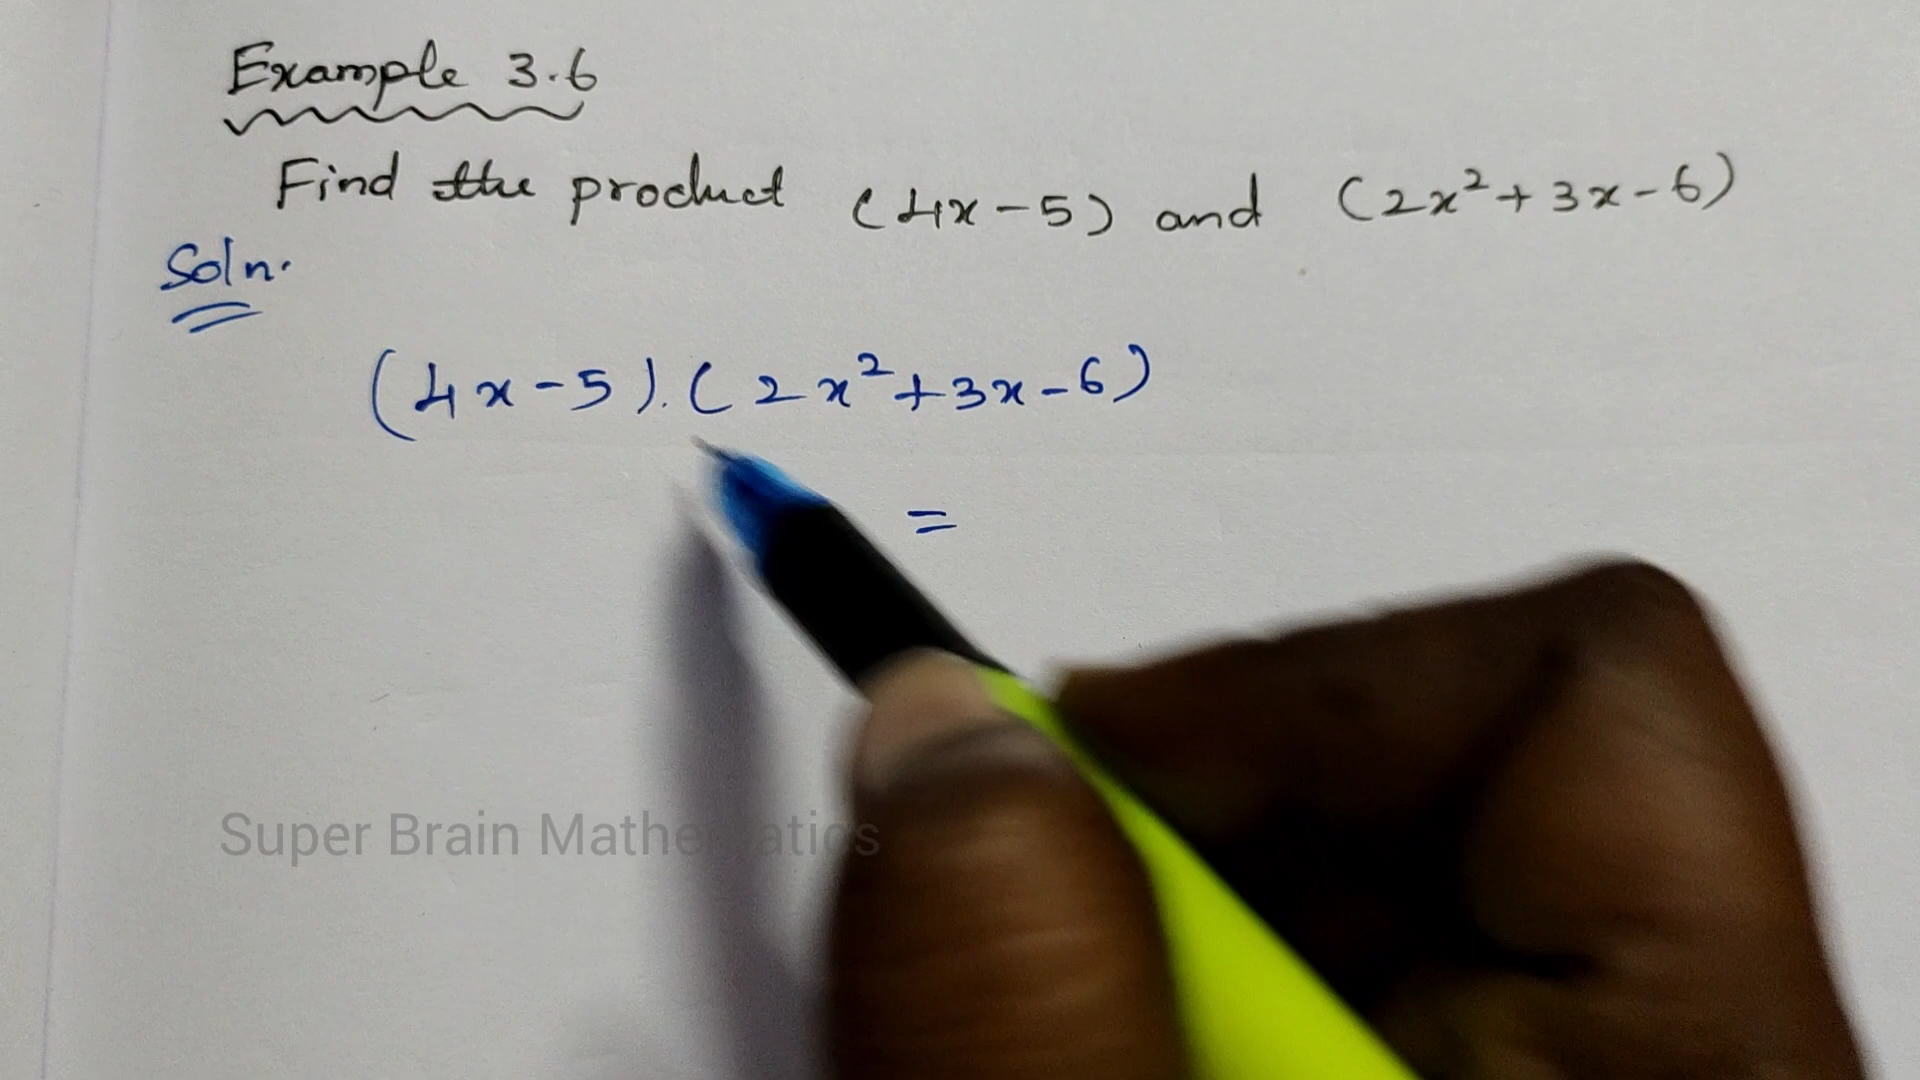 Example 3.6
Find the product (4x-5) and (2x²+3x-6)
Soln.
(4x-5).(2x²+3x-6)
=
Super Brain Mathematics